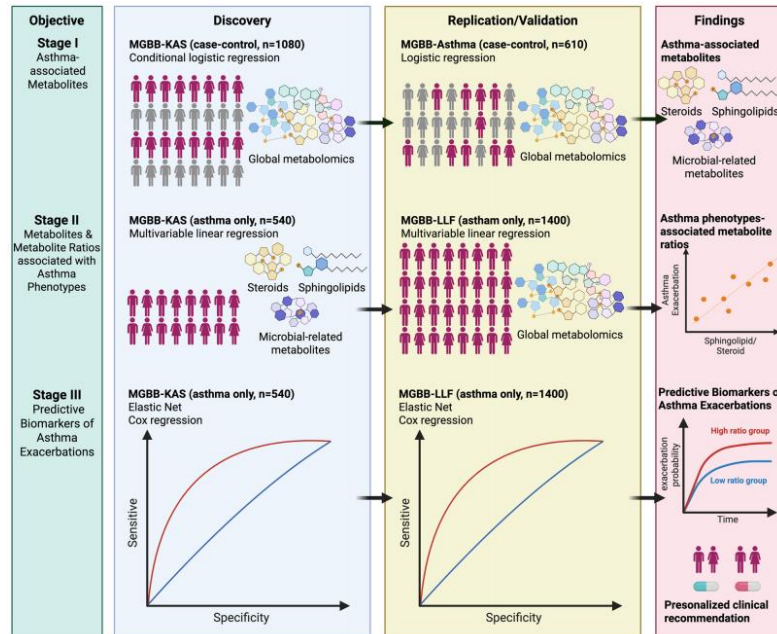 Objective
Discovery
Replication/Validation
Findings
Stage I
Asthma-
associated
Metabolites
MGBB-KAS (case-control, n=1080)
Conditional logistic regression
Global metabolomics
MGBB-Asthma (case-control, n=610)
Logistic regression
Global metabolomics
Asthma-associated
metabolites
Steroids
Sphingolipids
Microbial-related
metabolites
Stage II
Metabolites &
Metabolite Ratios
associated with
Asthma
Phenotypes
MGBB-KAS (asthma only, n=540)
Multivariable linear regression
Steroids
Sphingolipids
Microbial-related
metabolites
MGBB-LLF (astham only, n=1400)
Multivariable linear regression
Global metabolomics
Asthma phenotypes-
associated metabolite
ratios
Asthma
Exacerbation
Sphingolipid/
Steroid
Stage III
Predictive
Biomarkers of
Asthma
Exacerbations
MGBB-KAS (asthma only, n=540)
Elastic Net
Cox regression
Sensitive
Specificity
MGBB-LLF (asthma only, n=1400)
Elastic Net
Cox regression
Sensitive
Specificity
Predictive Biomarkers of
Asthma Exacerbations
High ratio group
Low ratio group
exacerbation
probability
Time
Presonalized clinical
recommendation